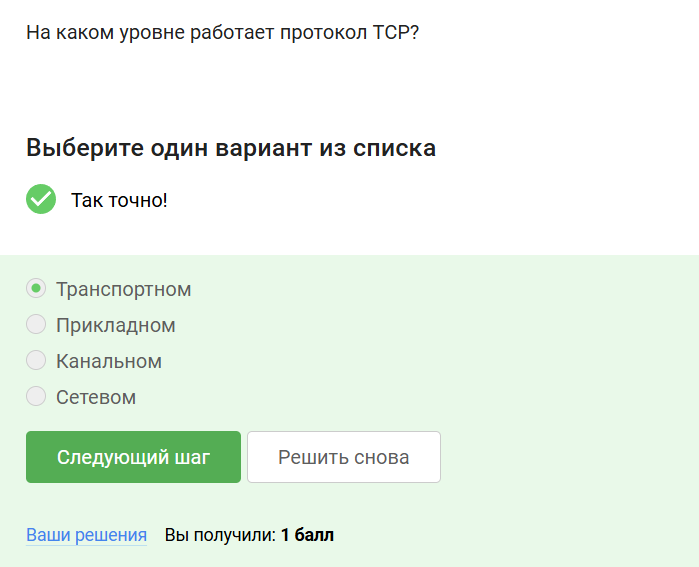 На каком уровне работает протокол TCP?
Выберите один вариант из списка
Так точно!
Транспортном
Прикладном
Канальном
Сетевом
Следующий шаг Решить снова
Ваши решения Вы получили: 1 балл